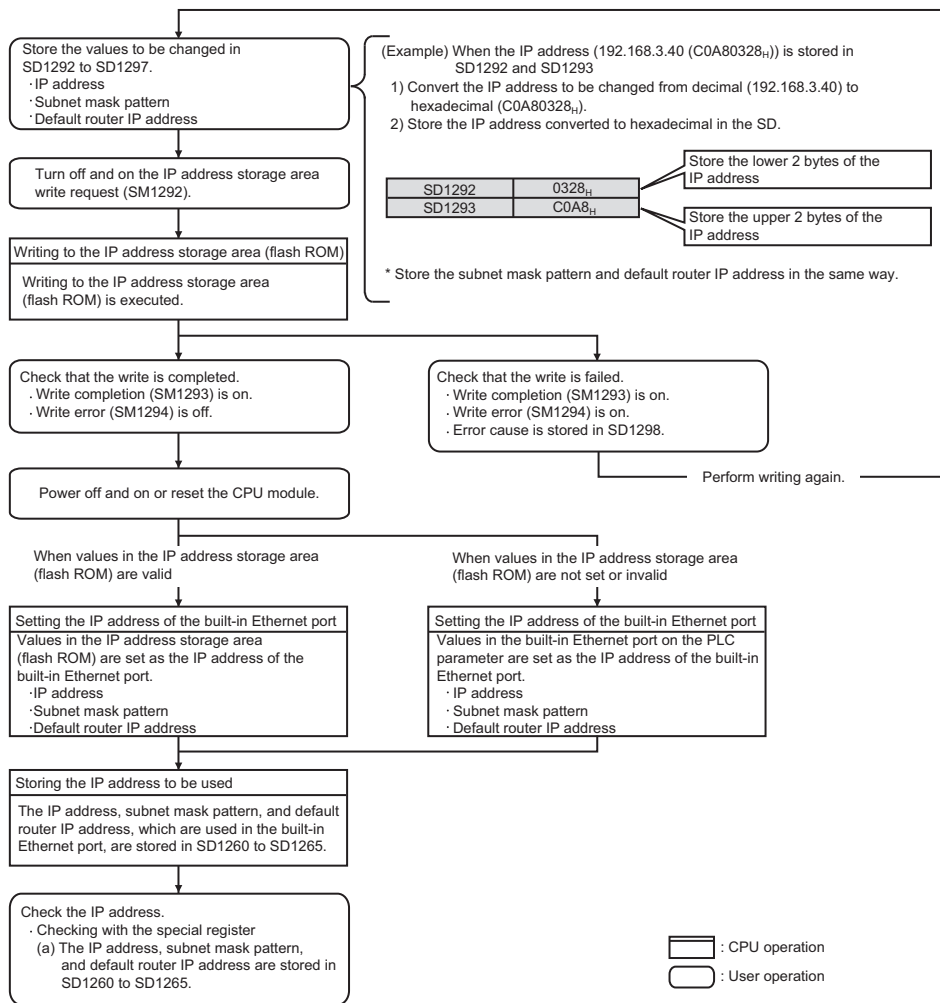 Store the values to be changed in
SD1292 to SD1297.
·IP address
·Subnet mask pattern
·Default router IP address
(Example) When the IP address (192.168.3.40 (C0A80328H)) is stored in
SD1292 and SD1293
1) Convert the IP address to be changed from decimal (192.168.3.40) to
hexadecimal (C0A80328H).
2) Store the IP address converted to hexadecimal in the SD.
SD1292 0328H
SD1293 C0A8H
Store the lower 2 bytes of the
IP address
Store the upper 2 bytes of the
IP address
* Store the subnet mask pattern and default router IP address in the same way.
Turn off and on the IP address storage area
write request (SM1292).
Writing to the IP address storage area (flash ROM)
Writing to the IP address storage area
(flash ROM) is executed.
Check that the write is completed.
· Write completion (SM1293) is on.
· Write error (SM1294) is off.
Check that the write is failed.
· Write completion (SM1293) is on.
· Write error (SM1294) is on.
· Error cause is stored in SD1298.
Perform writing again.
Power off and on or reset the CPU module.
When values in the IP address storage area
(flash ROM) are valid
When values in the IP address storage area
(flash ROM) are not set or invalid
Setting the IP address of the built-in Ethernet port
Values in the IP address storage area
(flash ROM) are set as the IP address of the
built-in Ethernet port.
·IP address
·Subnet mask pattern
·Default router IP address
Setting the IP address of the built-in Ethernet port
Values in the built-in Ethernet port on the PLC
parameter are set as the IP address of the built-in
Ethernet port.
· IP address
· Subnet mask pattern
· Default router IP address
Storing the IP address to be used
The IP address, subnet mask pattern, and default
router IP address, which are used in the built-in
Ethernet port, are stored in SD1260 to SD1265.
Check the IP address.
· Checking with the special register
(a) The IP address, subnet mask pattern,
and default router IP address are stored in
SD1260 to SD1265.
: CPU operation
: User operation